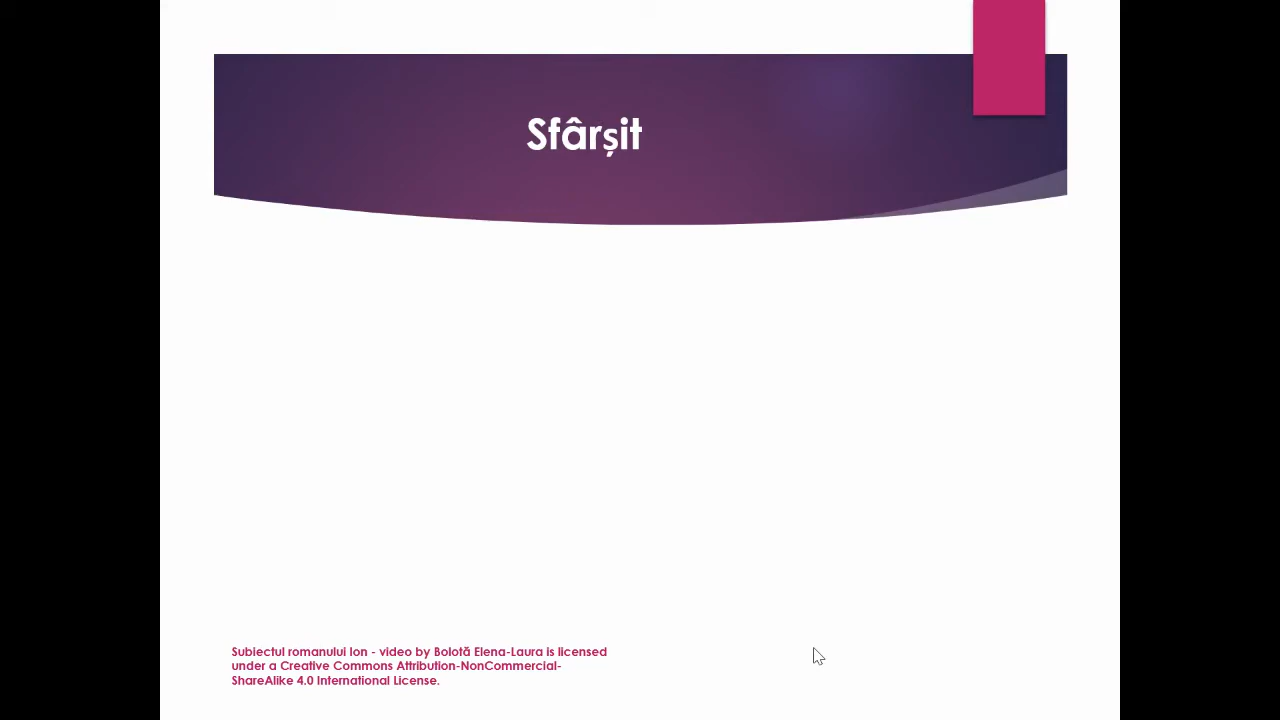 Sfârșit
Subiectul romanului Ion - video by Bolotă Elena-Laura is licensed
under a Creative Commons Attribution-NonCommercial-
ShareAlike 4.0 International License.